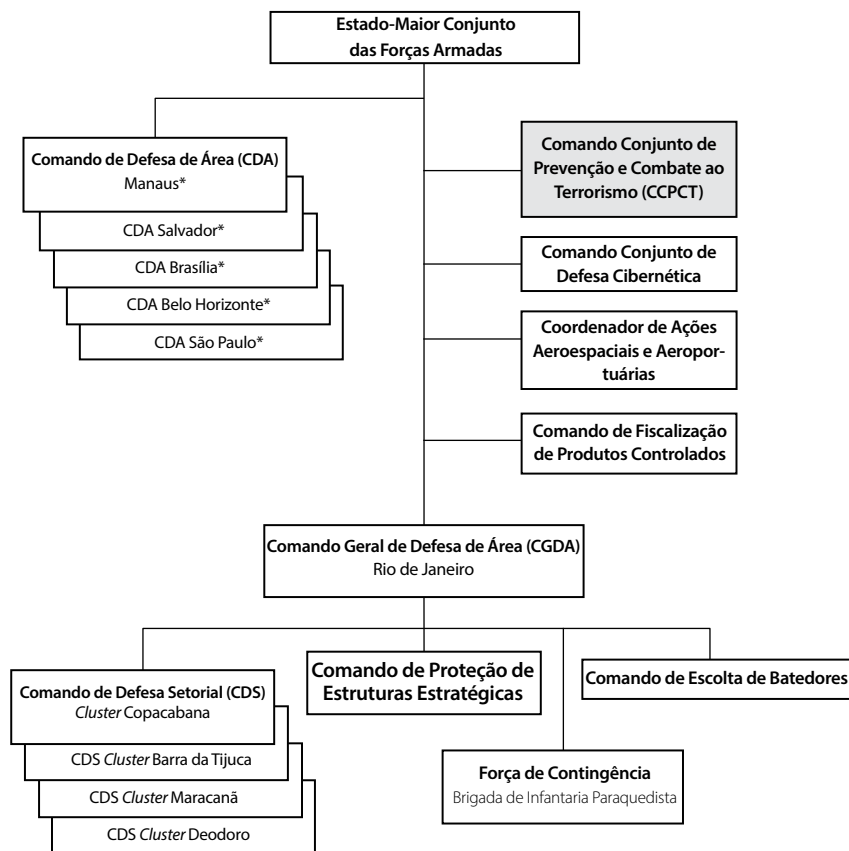 Estado-Maior Conjunto
das Forças Armadas
Comando de Defesa de Área (CDA)
Manaus*
CDA Salvador*
CDA Brasília*
CDA Belo Horizonte*
CDA São Paulo*
Comando Conjunto de
Prevenção e Combate ao
Terrorismo (CCPCT)
Comando Conjunto de
Defesa Cibernética
Coordenador de Ações
Aeroespaciais e Aeropor-
tuárias
Comando de Fiscalização
de Produtos Controlados
Comando Geral de Defesa de Área (CGDA)
Rio de Janeiro
Comando de Defesa Setorial (CDS)
Cluster Copacabana
CDS Cluster Barra da Tijuca
CDS Cluster Maracanã
CDS Cluster Deodoro
Comando de Proteção de
Estruturas Estratégicas
Força de Contingência
Brigada de Infantaria Paraquedista
Comando de Escolta de Batedores